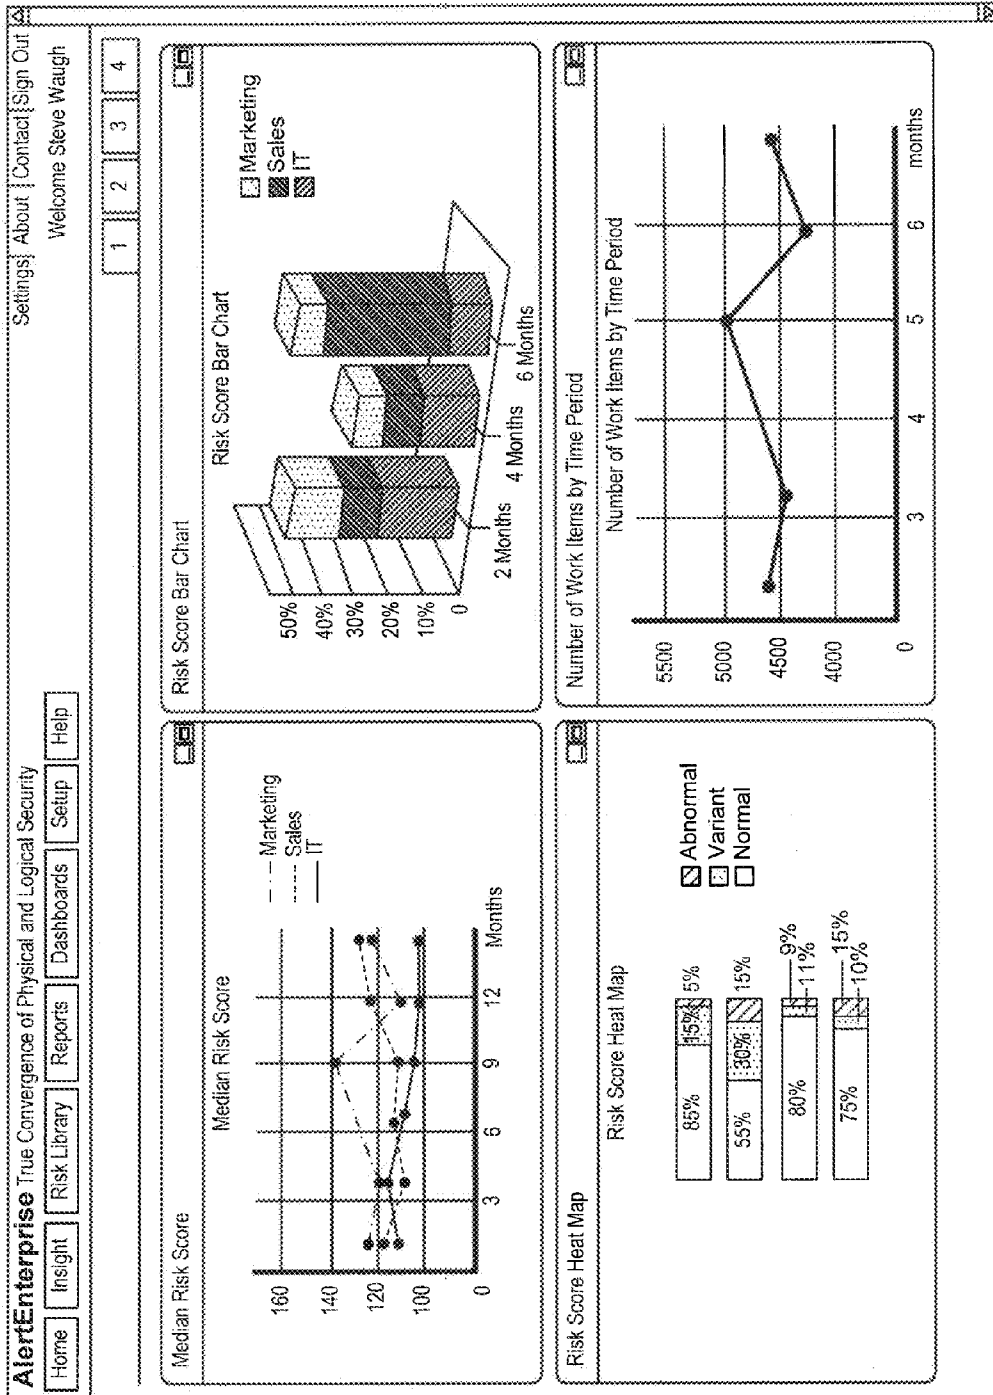 AlertEnterprise True Convergence of Physical and Logical Security
Settings| About | Contact | Sign Out
Home Insight Risk Library Reports Dashboards Setup Help
Welcome Steve Waugh
1 2 3 4
Median Risk Score
Median Risk Score
Marketing
Sales
IT
160
140
120
100
0
3 6 9 12 Months
Risk Score Bar Chart
Risk Score Bar Chart
Marketing
Sales
IT
50%
40%
30%
20%
10%
0
2 Months
4 Months
6 Months
Risk Score Heat Map
Risk Score Heat Map
Abnormal
Variant
Normal
85% 15% 5%
55% 30% 15%
80% 9%
11%
75% 15%
10%
Number of Work Items by Time Period
Number of Work Items by Time Period
5500
5000
4500
4000
0
3 4 5 6 months